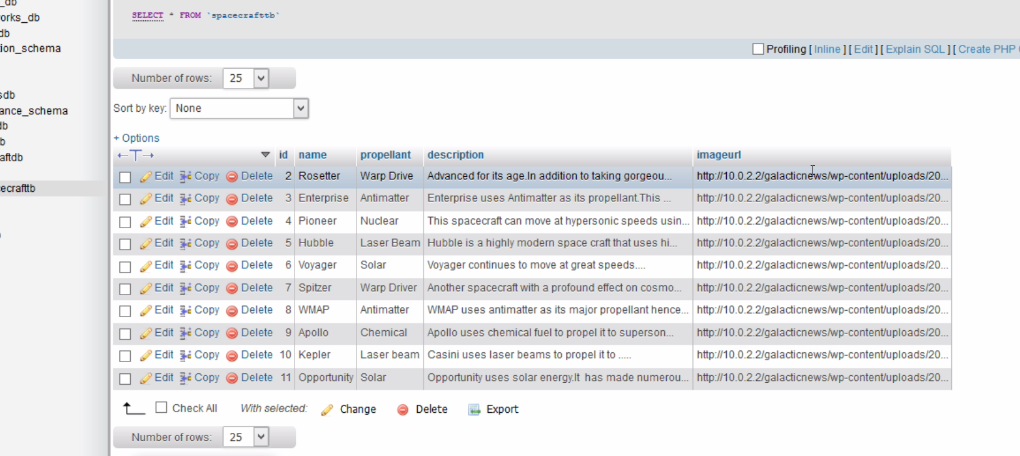 _db
orks_db
db
ion_schema
sdb
ance_schema
db
b
aftdb
ecrafttb
SELECT * FROM `spacecrafttb`
Profiling [ Inline ] [ Edit ] [ Explain SQL ] [ Create PHP
Number of rows: 25
Sort by key: None
+ Options
←T→ id name propellant description imageurl
Edit Copy Delete 2 Rosetter Warp Drive Advanced for its age.In addition to taking gorgeou... http://10.0.2.2/galacticnews/wp-content/uploads/20...
Edit Copy Delete 3 Enterprise Antimatter Enterprise uses Antimatter as its propellant.This ... http://10.0.2.2/galacticnews/wp-content/uploads/20...
Edit Copy Delete 4 Pioneer Nuclear This spacecraft can move at hypersonic speeds usin... http://10.0.2.2/galacticnews/wp-content/uploads/20...
Edit Copy Delete 5 Hubble Laser Beam Hubble is a highly modern space craft that uses hi... http://10.0.2.2/galacticnews/wp-content/uploads/20...
Edit Copy Delete 6 Voyager Solar Voyager continues to move at great speeds.... http://10.0.2.2/galacticnews/wp-content/uploads/20...
Edit Copy Delete 7 Spitzer Warp Driver Another spacecraft with a profound effect on cosmo... http://10.0.2.2/galacticnews/wp-content/uploads/20...
Edit Copy Delete 8 WMAP Antimatter WMAP uses antimatter as its major propellant hence... http://10.0.2.2/galacticnews/wp-content/uploads/20...
Edit Copy Delete 9 Apollo Chemical Apollo uses chemical fuel to propel it to superson... http://10.0.2.2/galacticnews/wp-content/uploads/20...
Edit Copy Delete 10 Kepler Laser beam Casini uses laser beams to propel it to ..... http://10.0.2.2/galacticnews/wp-content/uploads/20...
Edit Copy Delete 11 Opportunity Solar Opportunity uses solar energy.It has made numerou... http://10.0.2.2/galacticnews/wp-content/uploads/20...
Check All With selected: Change Delete Export
Number of rows: 25